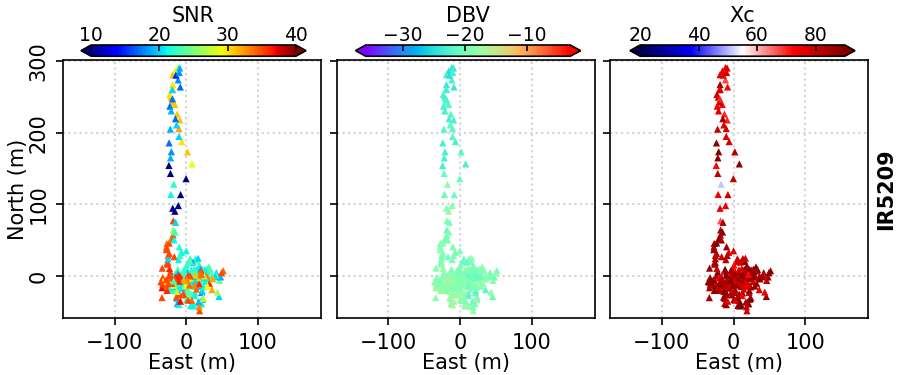 SNR DBV Xc
10 20 30 40 −30 −20 −10 20 40 60 80
300
200
100
0
North (m)
IR5209
−100 0 100 −100 0 100 −100 0 100
East (m) East (m) East (m)